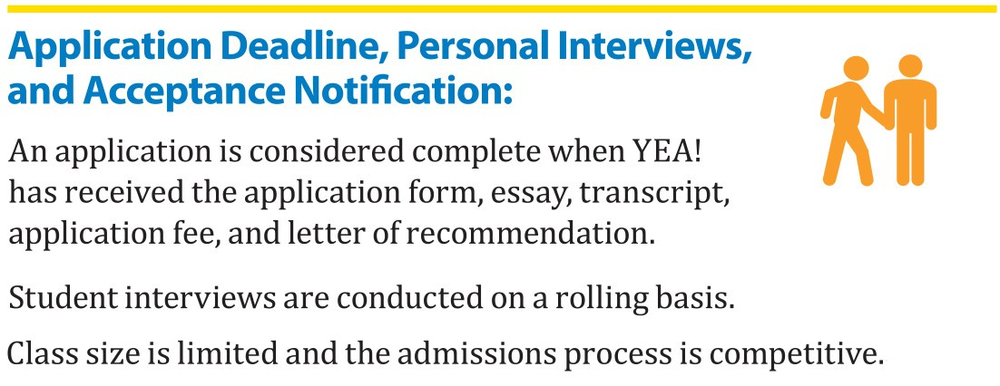 Application Deadline, Personal Interviews,
and Acceptance Notification:
An application is considered complete when YEA!
has received the application form, essay, transcript,
application fee, and letter of recommendation.
Student interviews are conducted on a rolling basis.
Class size is limited and the admissions process is competitive.